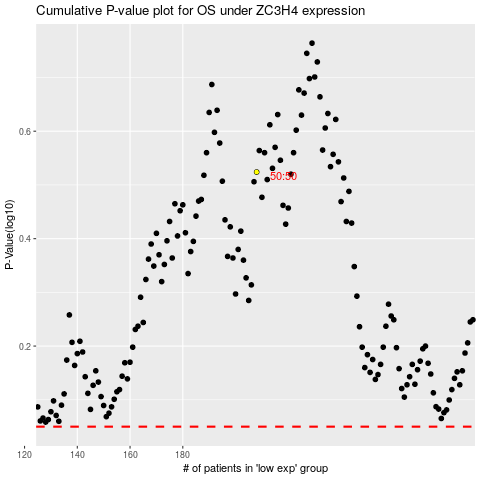 Cumulative P-value plot for OS under ZC3H4 expression
P-Value(log10)
0.6
0.4
0.2
50:50
120 140 160 180
# of patients in 'low exp' group